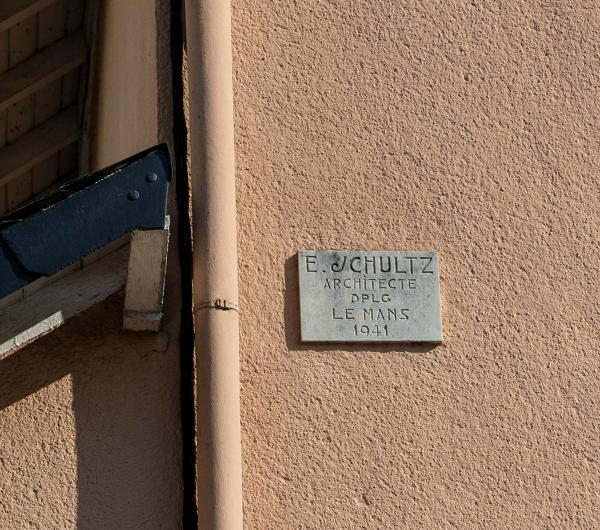 E. SCHULTZ
ARCHiTECTE
DPLG
LE MANS
1941